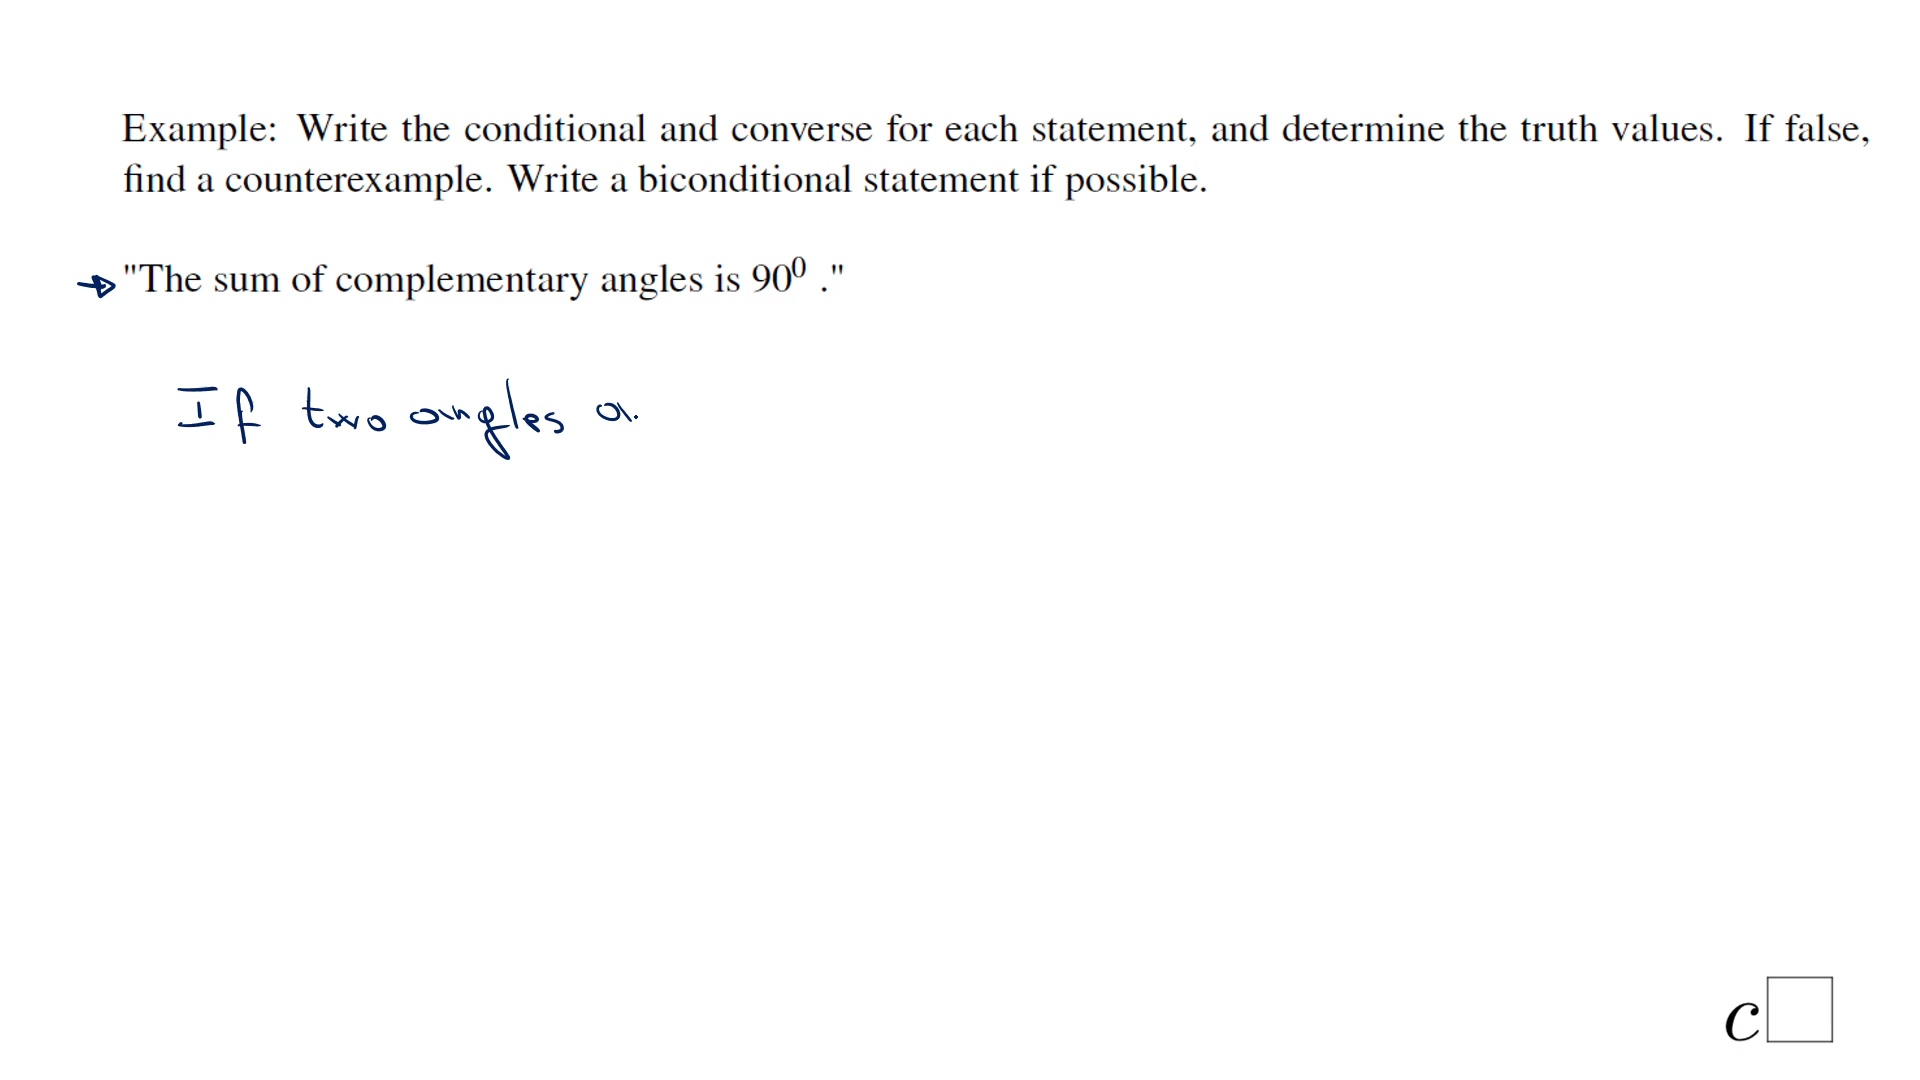 Example: Write the conditional and converse for each statement, and determine the truth values. If false,
find a counterexample. Write a biconditional statement if possible.
"The sum of complementary angles is 90⁰ ."
If two angles a
c